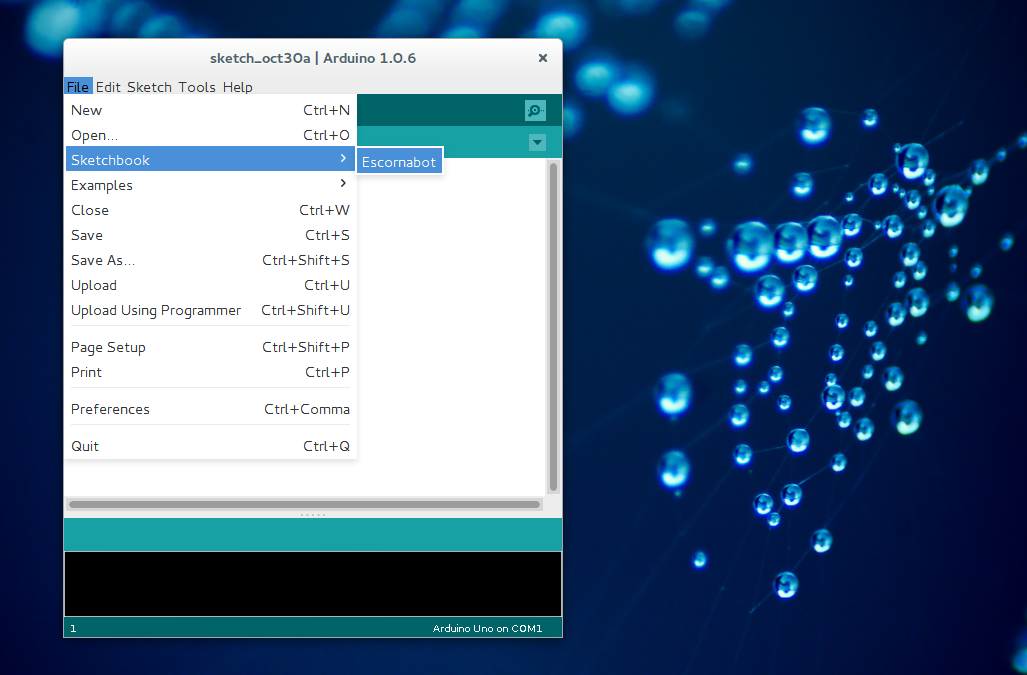 sketch_oct30a | Arduino 1.0.6
File Edit Sketch Tools Help
New Ctrl+N
Open... Ctrl+O
Sketchbook Escornabot
Examples
Close Ctrl+W
Save Ctrl+S
Save As... Ctrl+Shift+S
Upload Ctrl+U
Upload Using Programmer Ctrl+Shift+U
Page Setup Ctrl+Shift+P
Print Ctrl+P
Preferences Ctrl+Comma
Quit Ctrl+Q
1 Arduino Uno on COM1